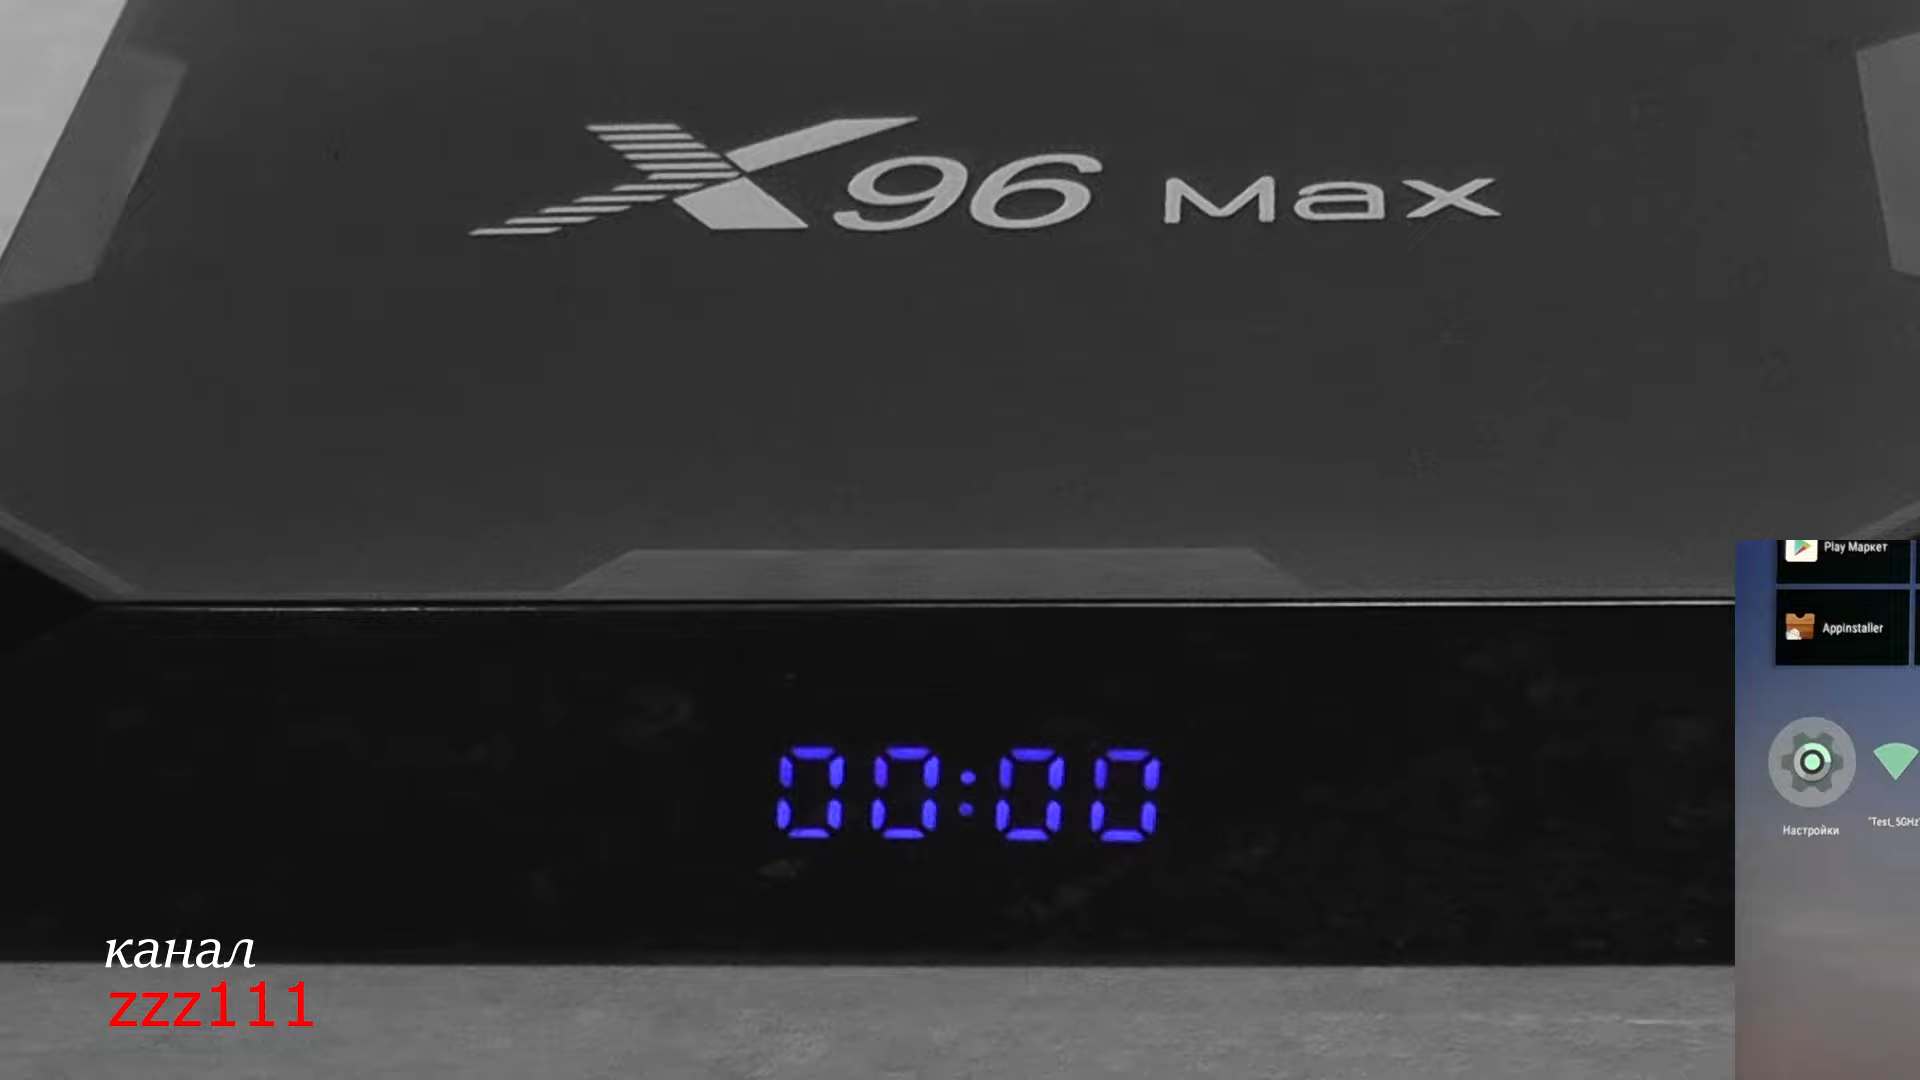 X96 Max
00:00
Play Маркет
Appinstaller
Настройки
"Test_5GHz"
канал
zzz111